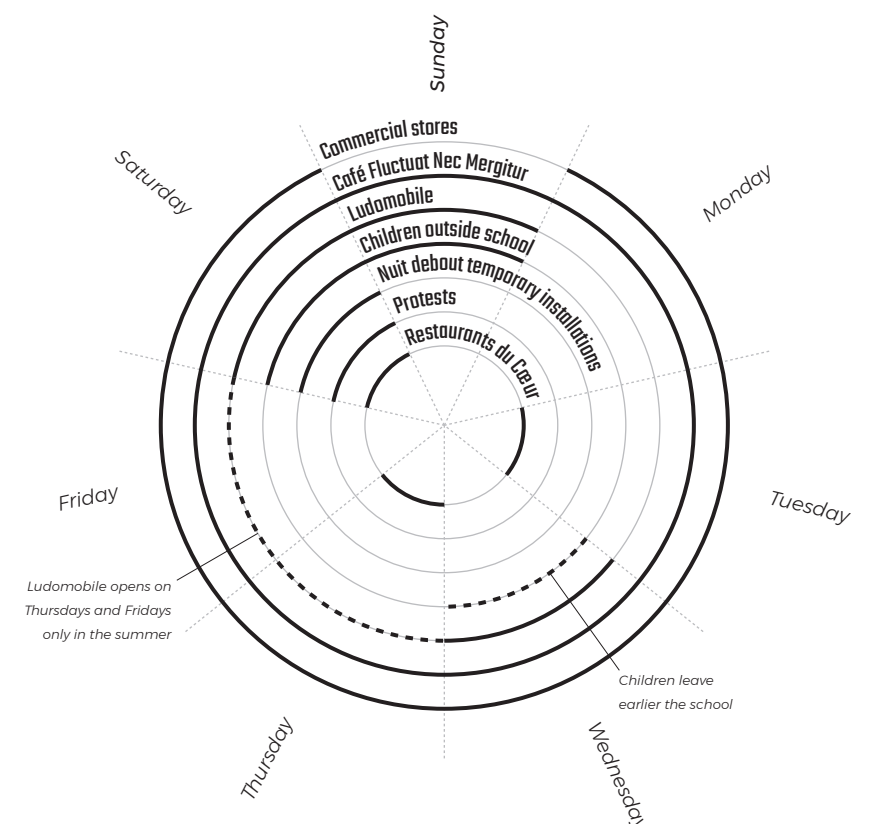 Sunday
Commercial stores
Café Fluctuat Nec Mergitur
Ludomobile
Children outside school
Nuit debout temporary installations
Protests
Restaurants du Cœur
Saturday
Monday
Friday
Tuesday
Ludomobile opens on
Thursdays and Fridays
only in the summer
Children leave
earlier the school
Thursday
Wednesday